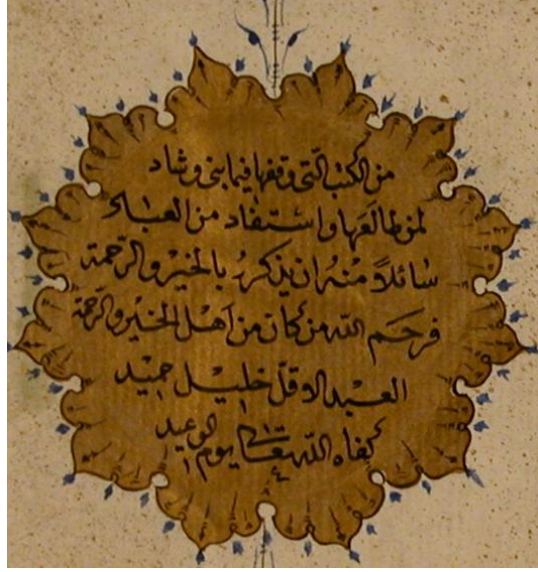 من الكتب التي وقفها فيما بنى وشاد
لمن طالعها واستفاد من العباد
سائلاً منه ان يذكره بالخير والرحمة
فرحم الله من كان من اهل الخير والرحمة
العبد الاقل خليل حميد
كفاه الله تعالى يوم الوعيد